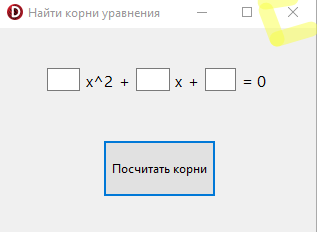 Найти корни уравнения
x^2 + x + = 0
Посчитать корни